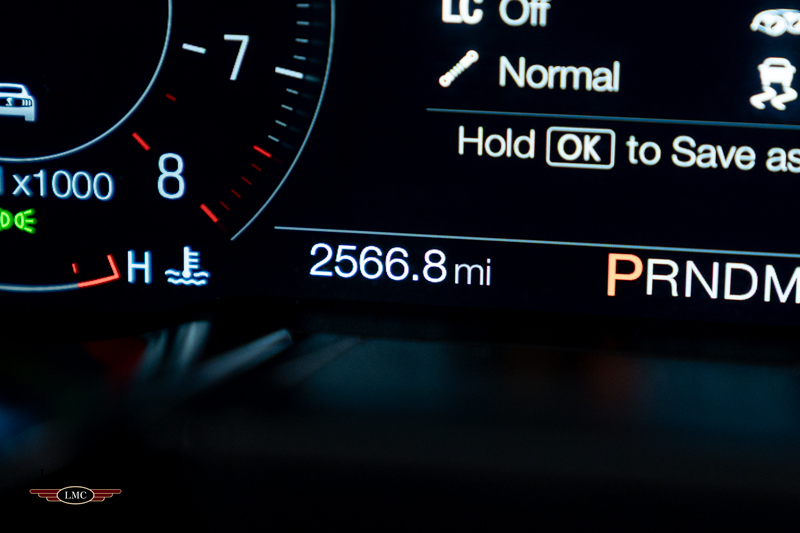 LC Off
7
Normal
Hold OK to Save as
x1000
8
H
2566.8 mi
PRNDM
LMC